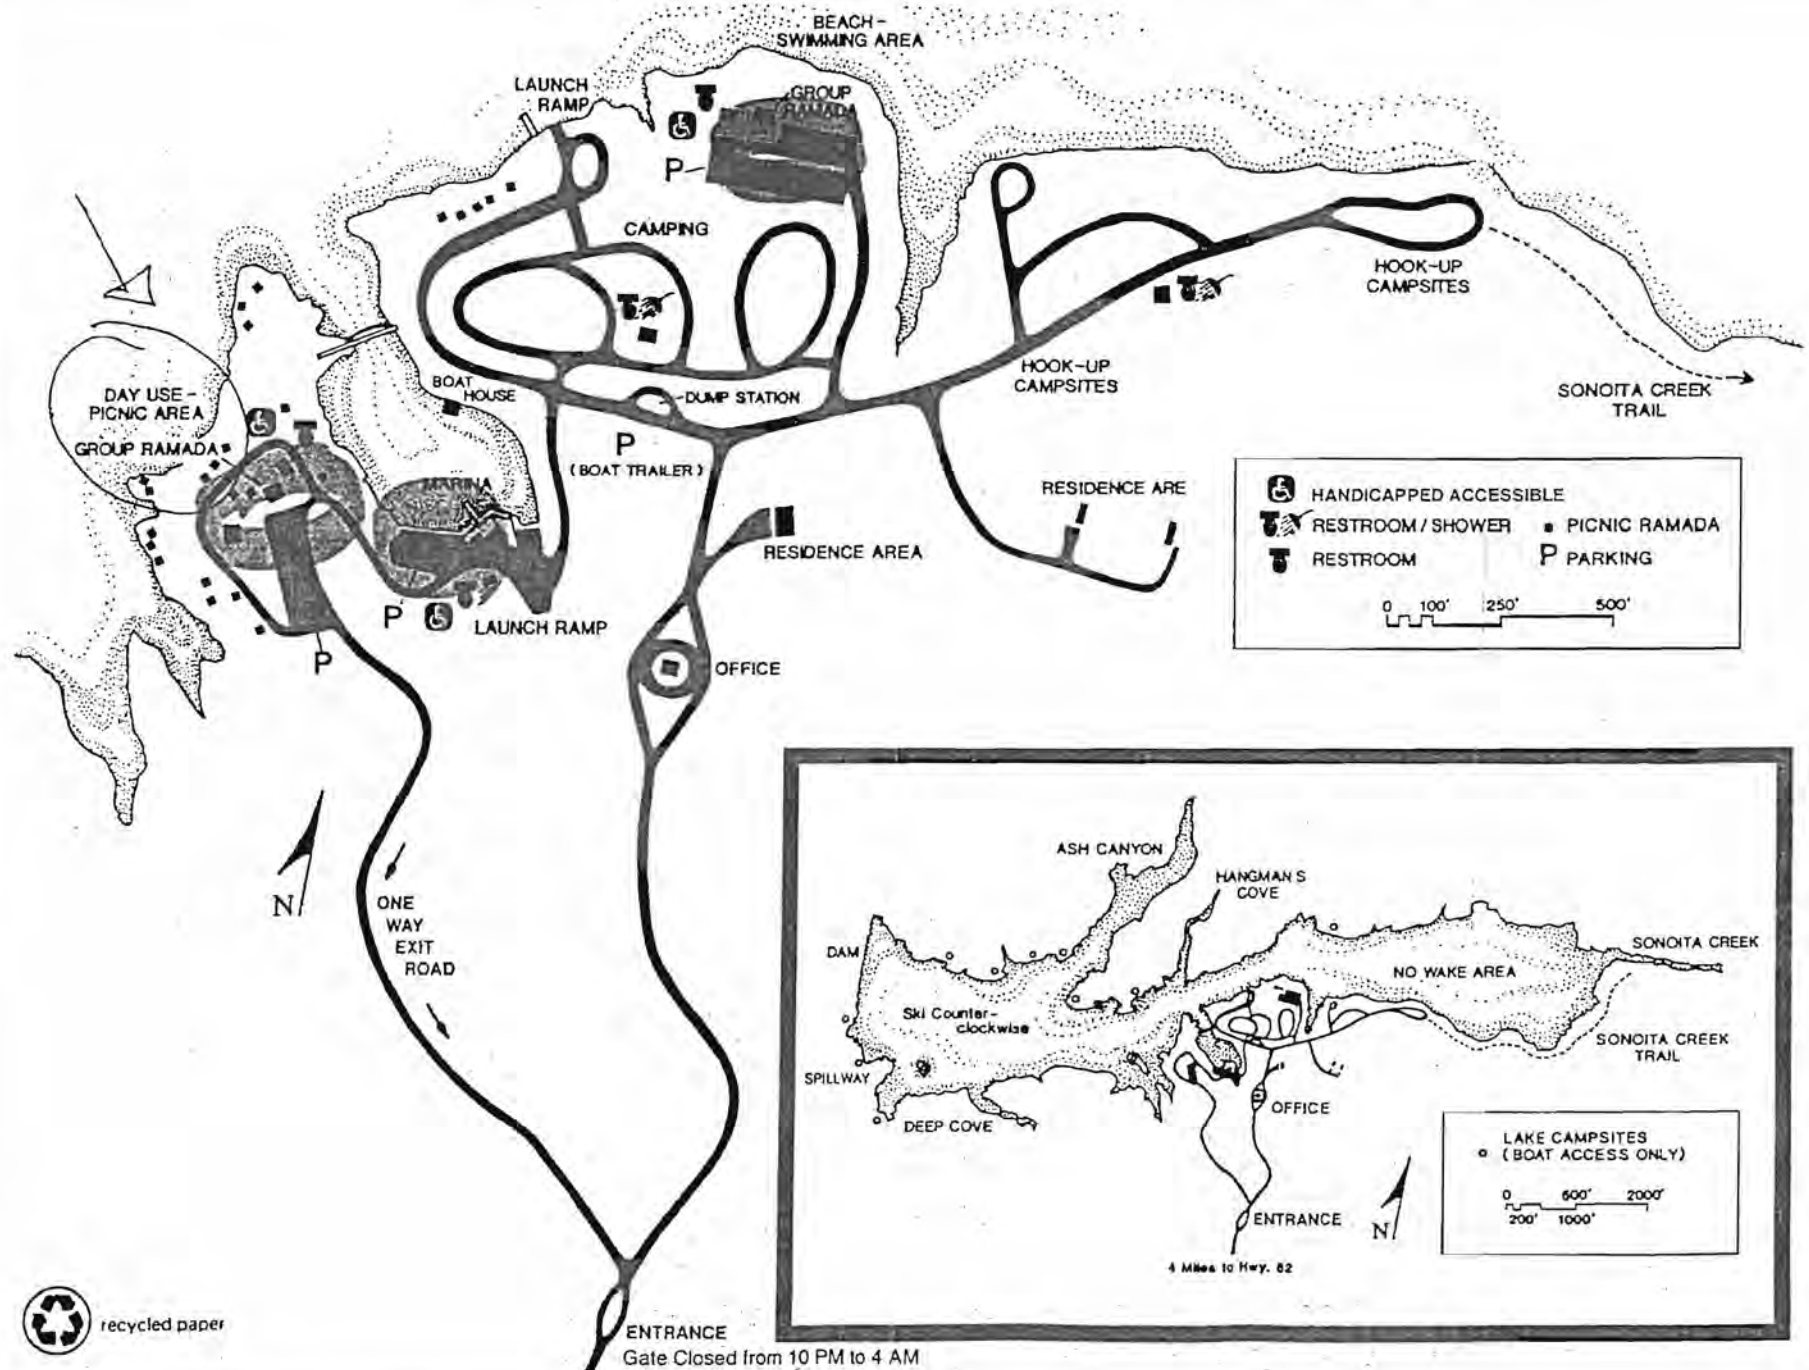 BEACH-
SWIMMING AREA
LAUNCH
RAMP
GROUP
RAMADA
P
CAMPING
HOOK-UP
CAMPSITES
DAY USE-
PICNIC AREA
GROUP RAMADA
BOAT
HOUSE
DUMP STATION
HOOK-UP
CAMPSITES
SONOITA CREEK
TRAIL
P
(BOAT TRAILER)
MARINA
RESIDENCE ARE
RESIDENCE AREA
HANDICAPPED ACCESSIBLE
RESTROOM / SHOWER
PICNIC RAMADA
RESTROOM
P PARKING
0 100' 250' 500'
P
LAUNCH RAMP
P
OFFICE
N
ONE
WAY
EXIT
ROAD
ASH CANYON
HANGMAN S
COVE
DAM
SONOITA CREEK
NO WAKE AREA
Ski Counter-
clockwise
SONOITA CREEK
TRAIL
SPILLWAY
DEEP COVE
OFFICE
LAKE CAMPSITES
(BOAT ACCESS ONLY)
0 600' 2000'
200' 1000'
N
ENTRANCE
4 Miles to Hwy. 82
recycled paper
ENTRANCE
Gate Closed from 10 PM to 4 AM